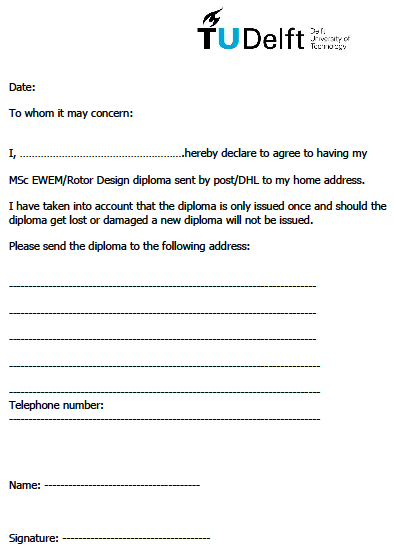 TUDelft
Delft
University of
Technology
Date:
To whom it may concern:
I, ……………………………………………….hereby declare to agree to having my
MSc EWEM/Rotor Design diploma sent by post/DHL to my home address.
I have taken into account that the diploma is only issued once and should the
diploma get lost or damaged a new diploma will not be issued.
Please send the diploma to the following address:
------------------------------------------------------------------------------
------------------------------------------------------------------------------
------------------------------------------------------------------------------
-------------------------------------------------------------------------------
-------------------------------------------------------------------------------
Telephone number:
-------------------------------------------------------------------------------
Name: ---------------------------------------
Signature: -------------------------------------